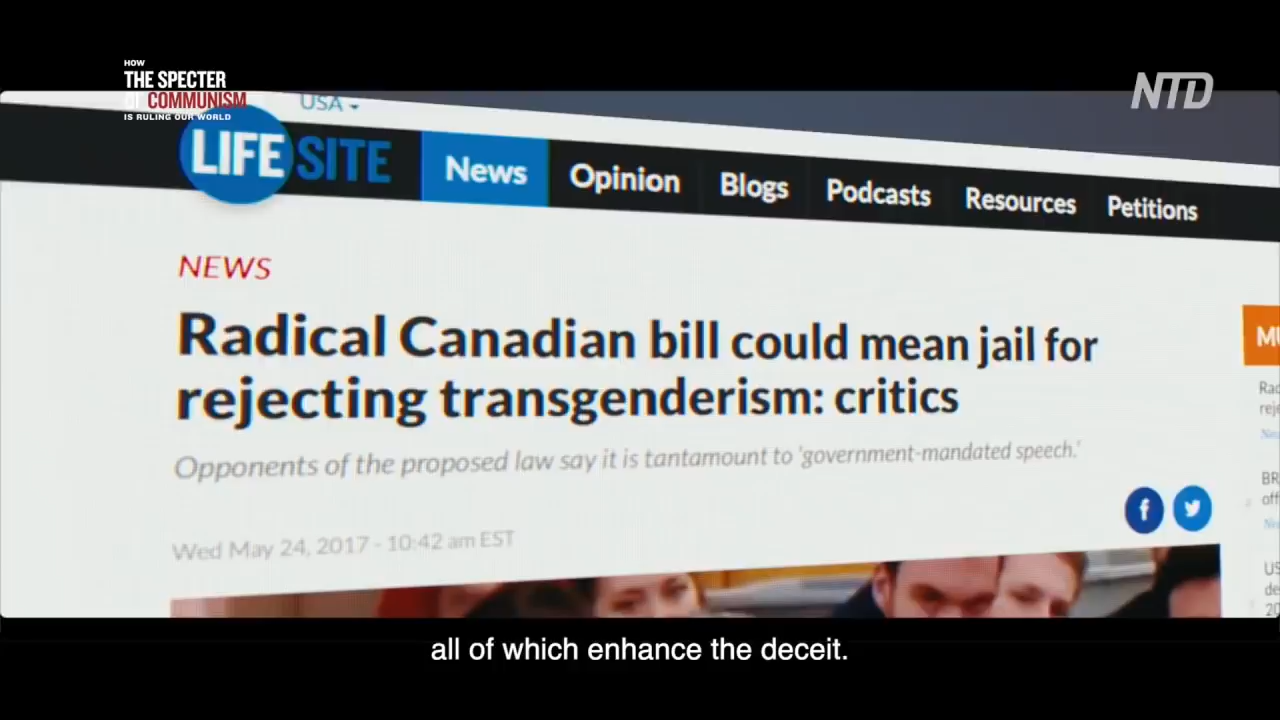 HOW
THE SPECTER
OF COMMUNISM
IS RULING OUR WORLD
NTD
USA
LIFE SITE
News Opinion Blogs Podcasts Resources Petitions
NEWS
Radical Canadian bill could mean jail for
rejecting transgenderism: critics
Opponents of the proposed law say it is tantamount to 'government-mandated speech.'
Wed May 24, 2017 - 10:42 am EST
all of which enhance the deceit.